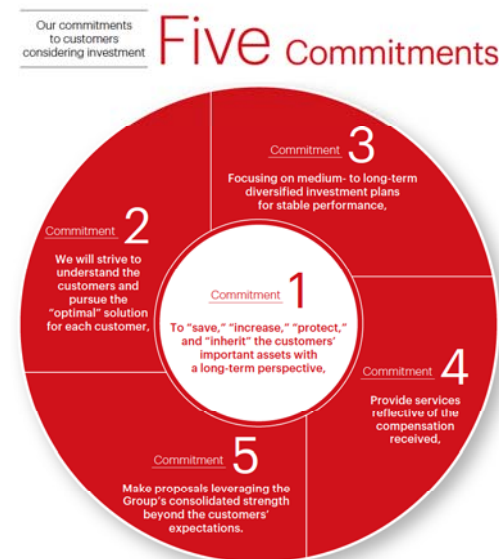 Our commitments
to customers
considering investment
Five Commitments
Commitment 1
To “save,” “increase,” “protect,”
and “inherit” the customers’
important assets with
a long-term perspective,
Commitment 2
We will strive to
understand the
customers and
pursue the
“optimal” solution
for each customer,
Commitment 3
Focusing on medium- to long-term
diversified investment plans
for stable performance,
Commitment 4
Provide services
reflective of the
compensation
received,
Commitment 5
Make proposals leveraging the
Group’s consolidated strength
beyond the customers’
expectations.